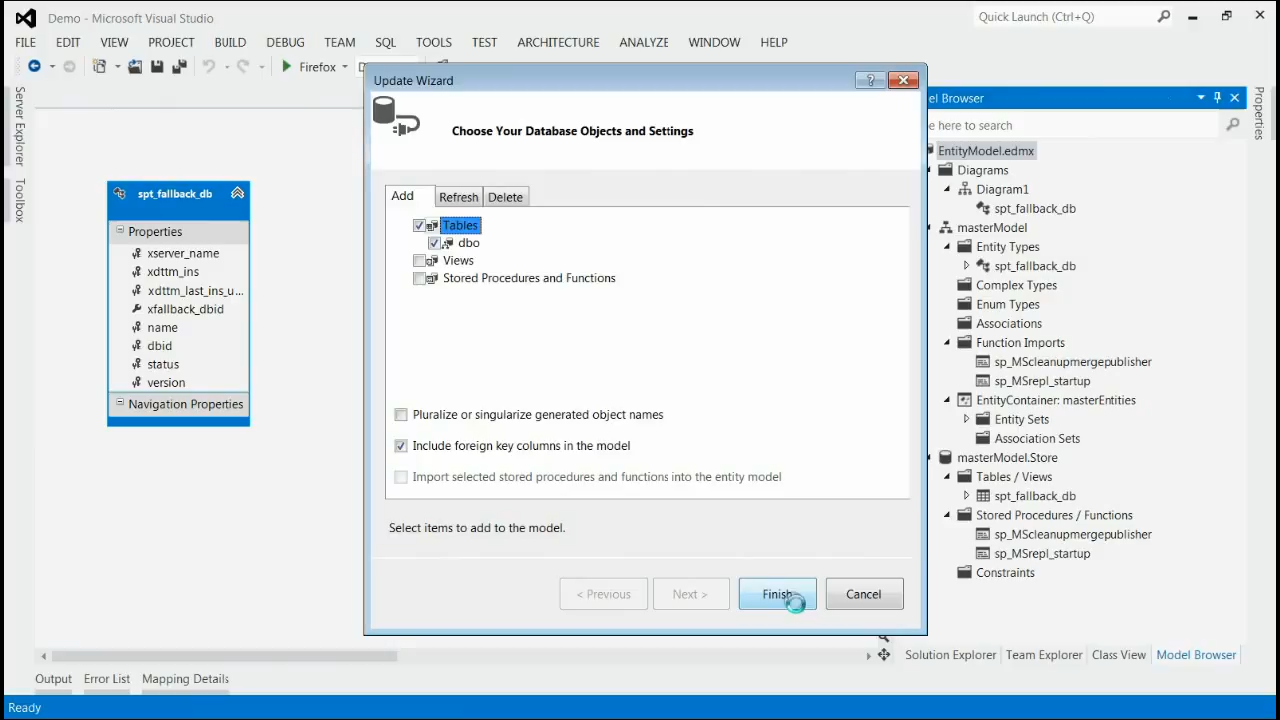 Demo - Microsoft Visual Studio
Quick Launch (Ctrl+Q)
FILE EDIT VIEW PROJECT BUILD DEBUG TEAM SQL TOOLS TEST ARCHITECTURE ANALYZE WINDOW HELP
Firefox
Server Explorer
Toolbox
spt_fallback_db
Properties
xserver_name
xdttm_ins
xdttm_last_ins_u...
xfallback_dbid
name
dbid
status
version
Navigation Properties
Update Wizard
Choose Your Database Objects and Settings
Add Refresh Delete
Tables
dbo
Views
Stored Procedures and Functions
Pluralize or singularize generated object names
Include foreign key columns in the model
Import selected stored procedures and functions into the entity model
Select items to add to the model.
< Previous Next > Finish Cancel
el Browser
e here to search
EntityModel.edmx
Diagrams
Diagram1
spt_fallback_db
masterModel
Entity Types
spt_fallback_db
Complex Types
Enum Types
Associations
Function Imports
sp_MScleanupmergepublisher
sp_MSrepl_startup
EntityContainer: masterEntities
Entity Sets
Association Sets
masterModel.Store
Tables / Views
spt_fallback_db
Stored Procedures / Functions
sp_MScleanupmergepublisher
sp_MSrepl_startup
Constraints
Properties
Solution Explorer Team Explorer Class View Model Browser
Output Error List Mapping Details
Ready